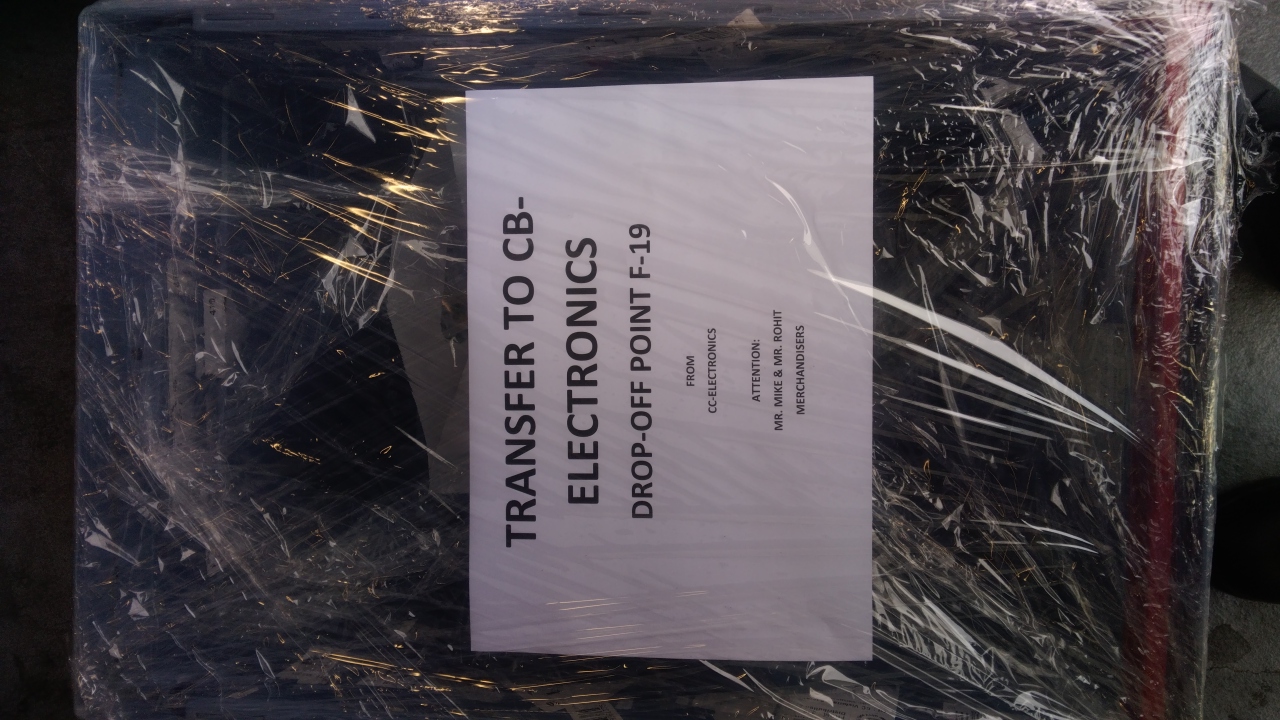 TRANSFER TO CB-
ELECTRONICS
DROP-OFF POINT F-19
FROM
CC-ELECTRONICS
ATTENTION:
MR. MIKE & MR. ROHIT
MERCHANDISERS